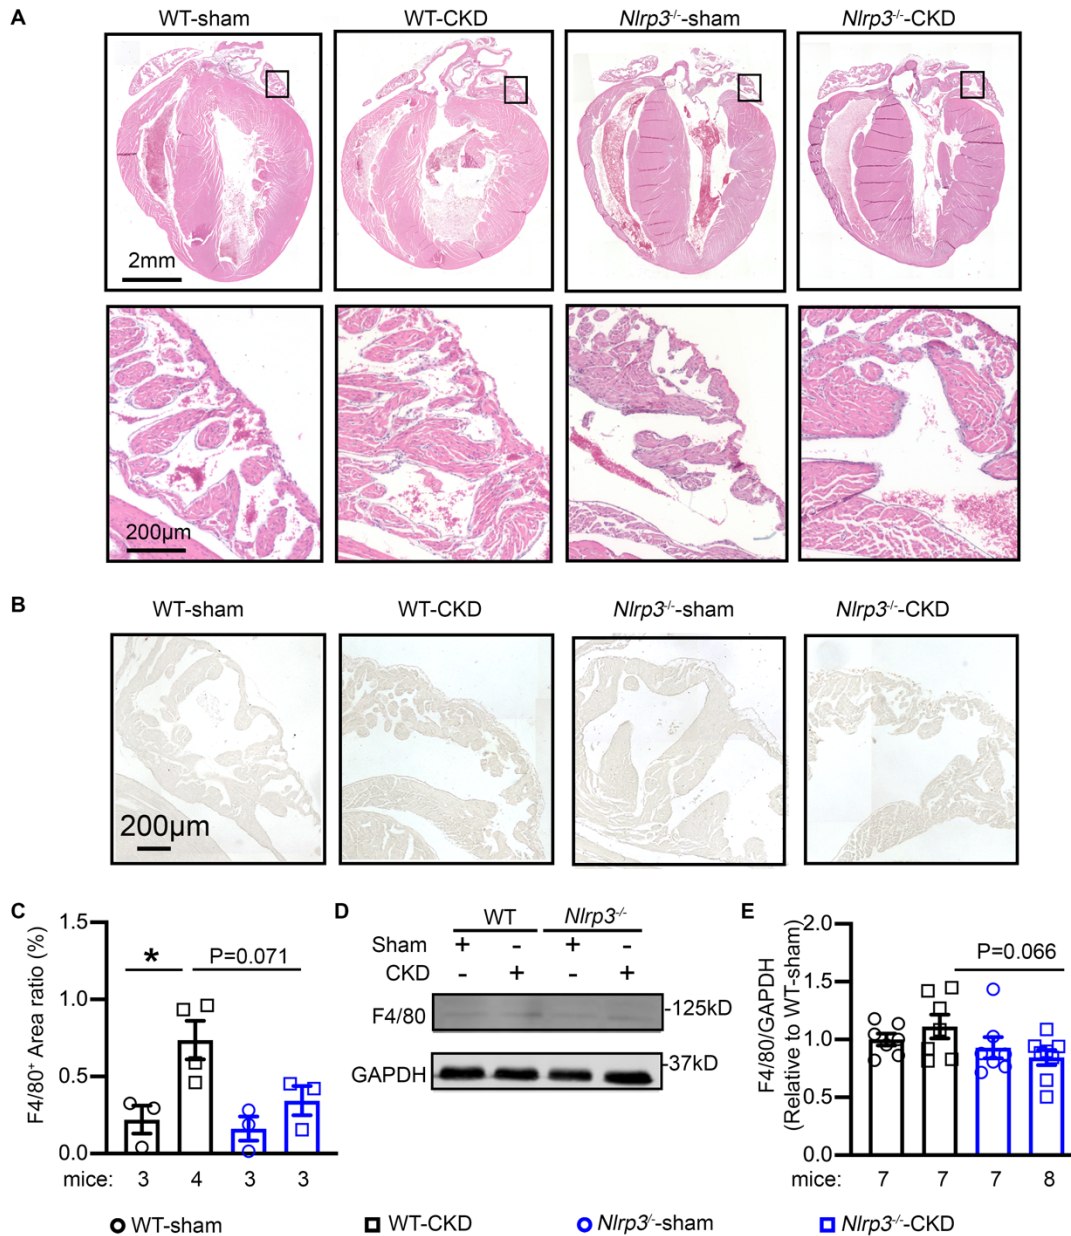 A
WT-sham WT-CKD Nlrp3-/--sham Nlrp3-/--CKD
2mm
200µm
B
WT-sham WT-CKD Nlrp3-/--sham Nlrp3-/--CKD
200µm
C
F4/80+ Area ratio (%)
1.5
1.0
0.5
0.0
*
P=0.071
mice: 3 4 3 3
D
WT Nlrp3-/-
Sham + - + -
CKD - + - +
F4/80 -125kD
GAPDH -37kD
E
F4/80/GAPDH
(Relative to WT-sham)
2.0
1.5
1.0
0.5
0.0
P=0.066
7 7 7 8
WT-sham WT-CKD Nlrp3/--sham Nlrp3-/--CKD